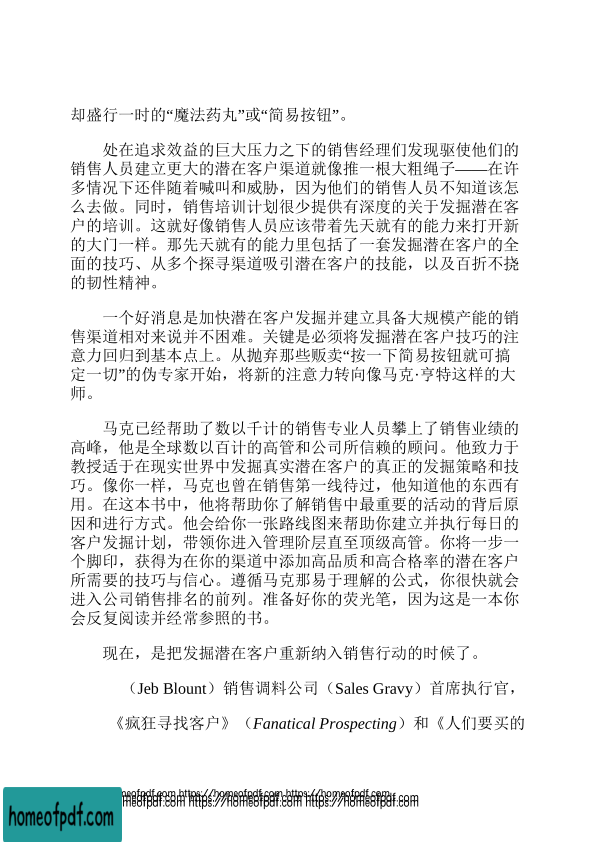 却盛行一时的“魔法药丸”或“简易按钮”。
处在追求效益的巨大压力之下的销售经理们发现驱使他们的
销售人员建立更大的潜在客户渠道就像推一根大粗绳子——在许
多情况下还伴随着喊叫和威胁，因为他们的销售人员不知道该怎
么去做。同时，销售培训计划很少提供有深度的关于发掘潜在客
户的培训。这就好像销售人员应该带着先天就有的能力来打开新
的大门一样。那先天就有的能力里包括了一套发掘潜在客户的全
面的技巧、从多个探寻渠道吸引潜在客户的技能，以及百折不挠
的韧性精神。
一个好消息是加快潜在客户发掘并建立具备大规模产能的销
售渠道相对来说并不困难。关键是必须将发掘潜在客户技巧的注
意力回归到基本点上。从抛弃那些贩卖“按一下简易按钮就可搞
定一切”的伪专家开始，将新的注意力转向像马克·亨特这样的大
师。
马克已经帮助了数以千计的销售专业人员攀上了销售业绩的
高峰，他是全球数以百计的高管和公司所信赖的顾问。他致力于
教授适于在现实世界中发掘真实潜在客户的真正的发掘策略和技
巧。像你一样，马克也曾在销售第一线待过，他知道他的东西有
用。在这本书中，他将帮助你了解销售中最重要的活动的背后原
因和进行方式。他会给你一张路线图来帮助你建立并执行每日的
客户发掘计划，带领你进入管理阶层直至顶级高管。你将一步一
个脚印，获得为在你的渠道中添加高品质和高合格率的潜在客户
所需要的技巧与信心。遵循马克那易于理解的公式，你很快就会
进入公司销售排名的前列。准备好你的荧光笔，因为这是一本你
会反复阅读并经常参照的书。
现在，是把发掘潜在客户重新纳入销售行动的时候了。
（Jeb Blount）销售调料公司（Sales Gravy）首席执行官，
《疯狂寻找客户》（Fanatical Prospecting）和《人们要买的
homeofpdf.com https://homeofpdf.com https://homeofpdf.com
homeofpdf.com https://homeofpdf.com https://homeofpdf.com
homeofpdf.com